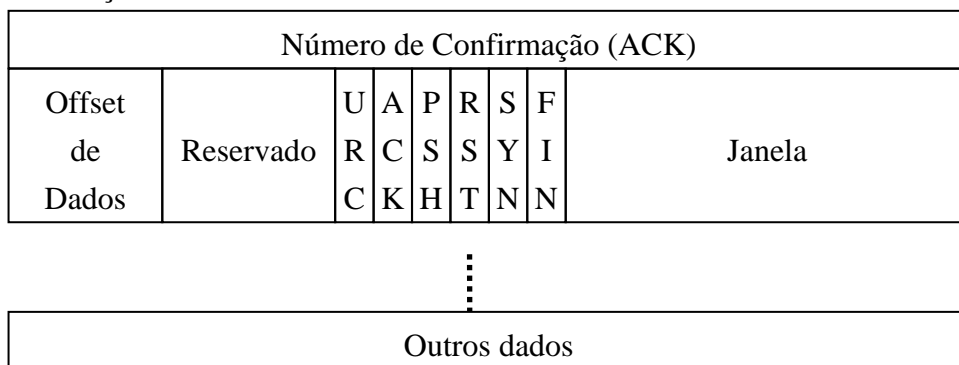 Número de Confirmação (ACK)
Offset
de
Dados
Reservado
U
R
C
A
C
K
P
S
H
R
S
T
S
Y
N
F
I
N
Janela
Outros dados